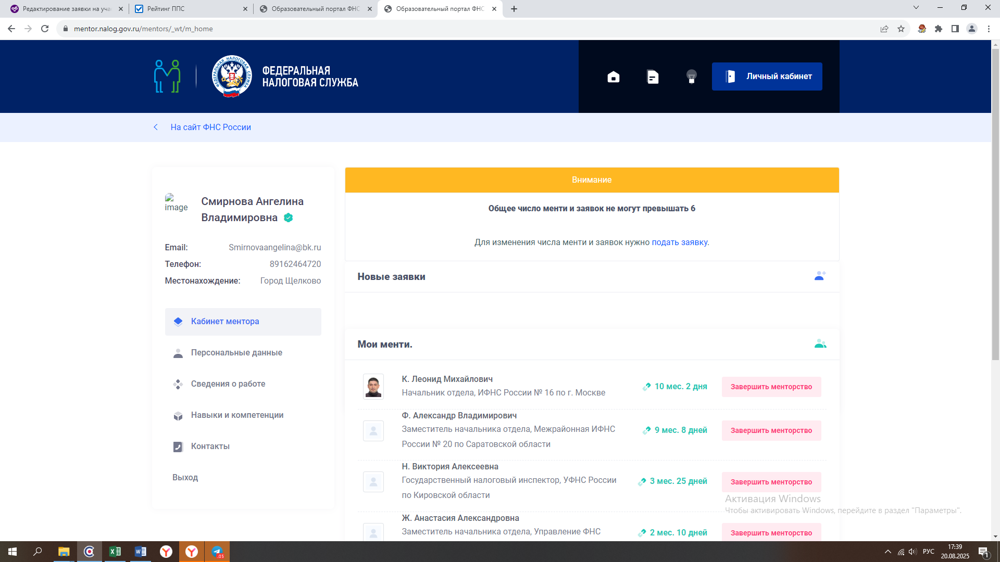 Редактирование заявки на уча
Рейтинг ППС
Образовательный портал ФНС
Образовательный портал ФНС
mentor.nalog.gov.ru/mentors/_wt/m_home
ФЕДЕРАЛЬНАЯ НАЛОГОВАЯ СЛУЖБА
ФЕДЕРАЛЬНАЯ
НАЛОГОВАЯ СЛУЖБА
Личный кабинет
На сайт ФНС России
image
Смирнова Ангелина
Владимировна
Email: Smirnovaangelina@bk.ru
Телефон: 89162464720
Местонахождение: Город Щелково
Кабинет ментора
Персональные данные
Сведения о работе
Навыки и компетенции
Контакты
Выход
Внимание
Общее число менти и заявок не могут превышать 6
Для изменения числа менти и заявок нужно подать заявку.
Новые заявки
Мои менти.
К. Леонид Михайлович
Начальник отдела, ИФНС России № 16 по г. Москве
10 мес. 2 дня
Завершить менторство
Ф. Александр Владимирович
Заместитель начальника отдела, Межрайонная ИФНС
России № 20 по Саратовской области
9 мес. 8 дней
Завершить менторство
Н. Виктория Алексеевна
Государственный налоговый инспектор, УФНС России
по Кировской области
3 мес. 25 дней
Завершить менторство
Ж. Анастасия Александровна
Заместитель начальника отдела, Управление ФНС
2 мес. 10 дней
Завершить менторство
Активация Windows
Чтобы активировать Windows, перейдите в раздел "Параметры".
РУС
17:39
20.08.2025
1